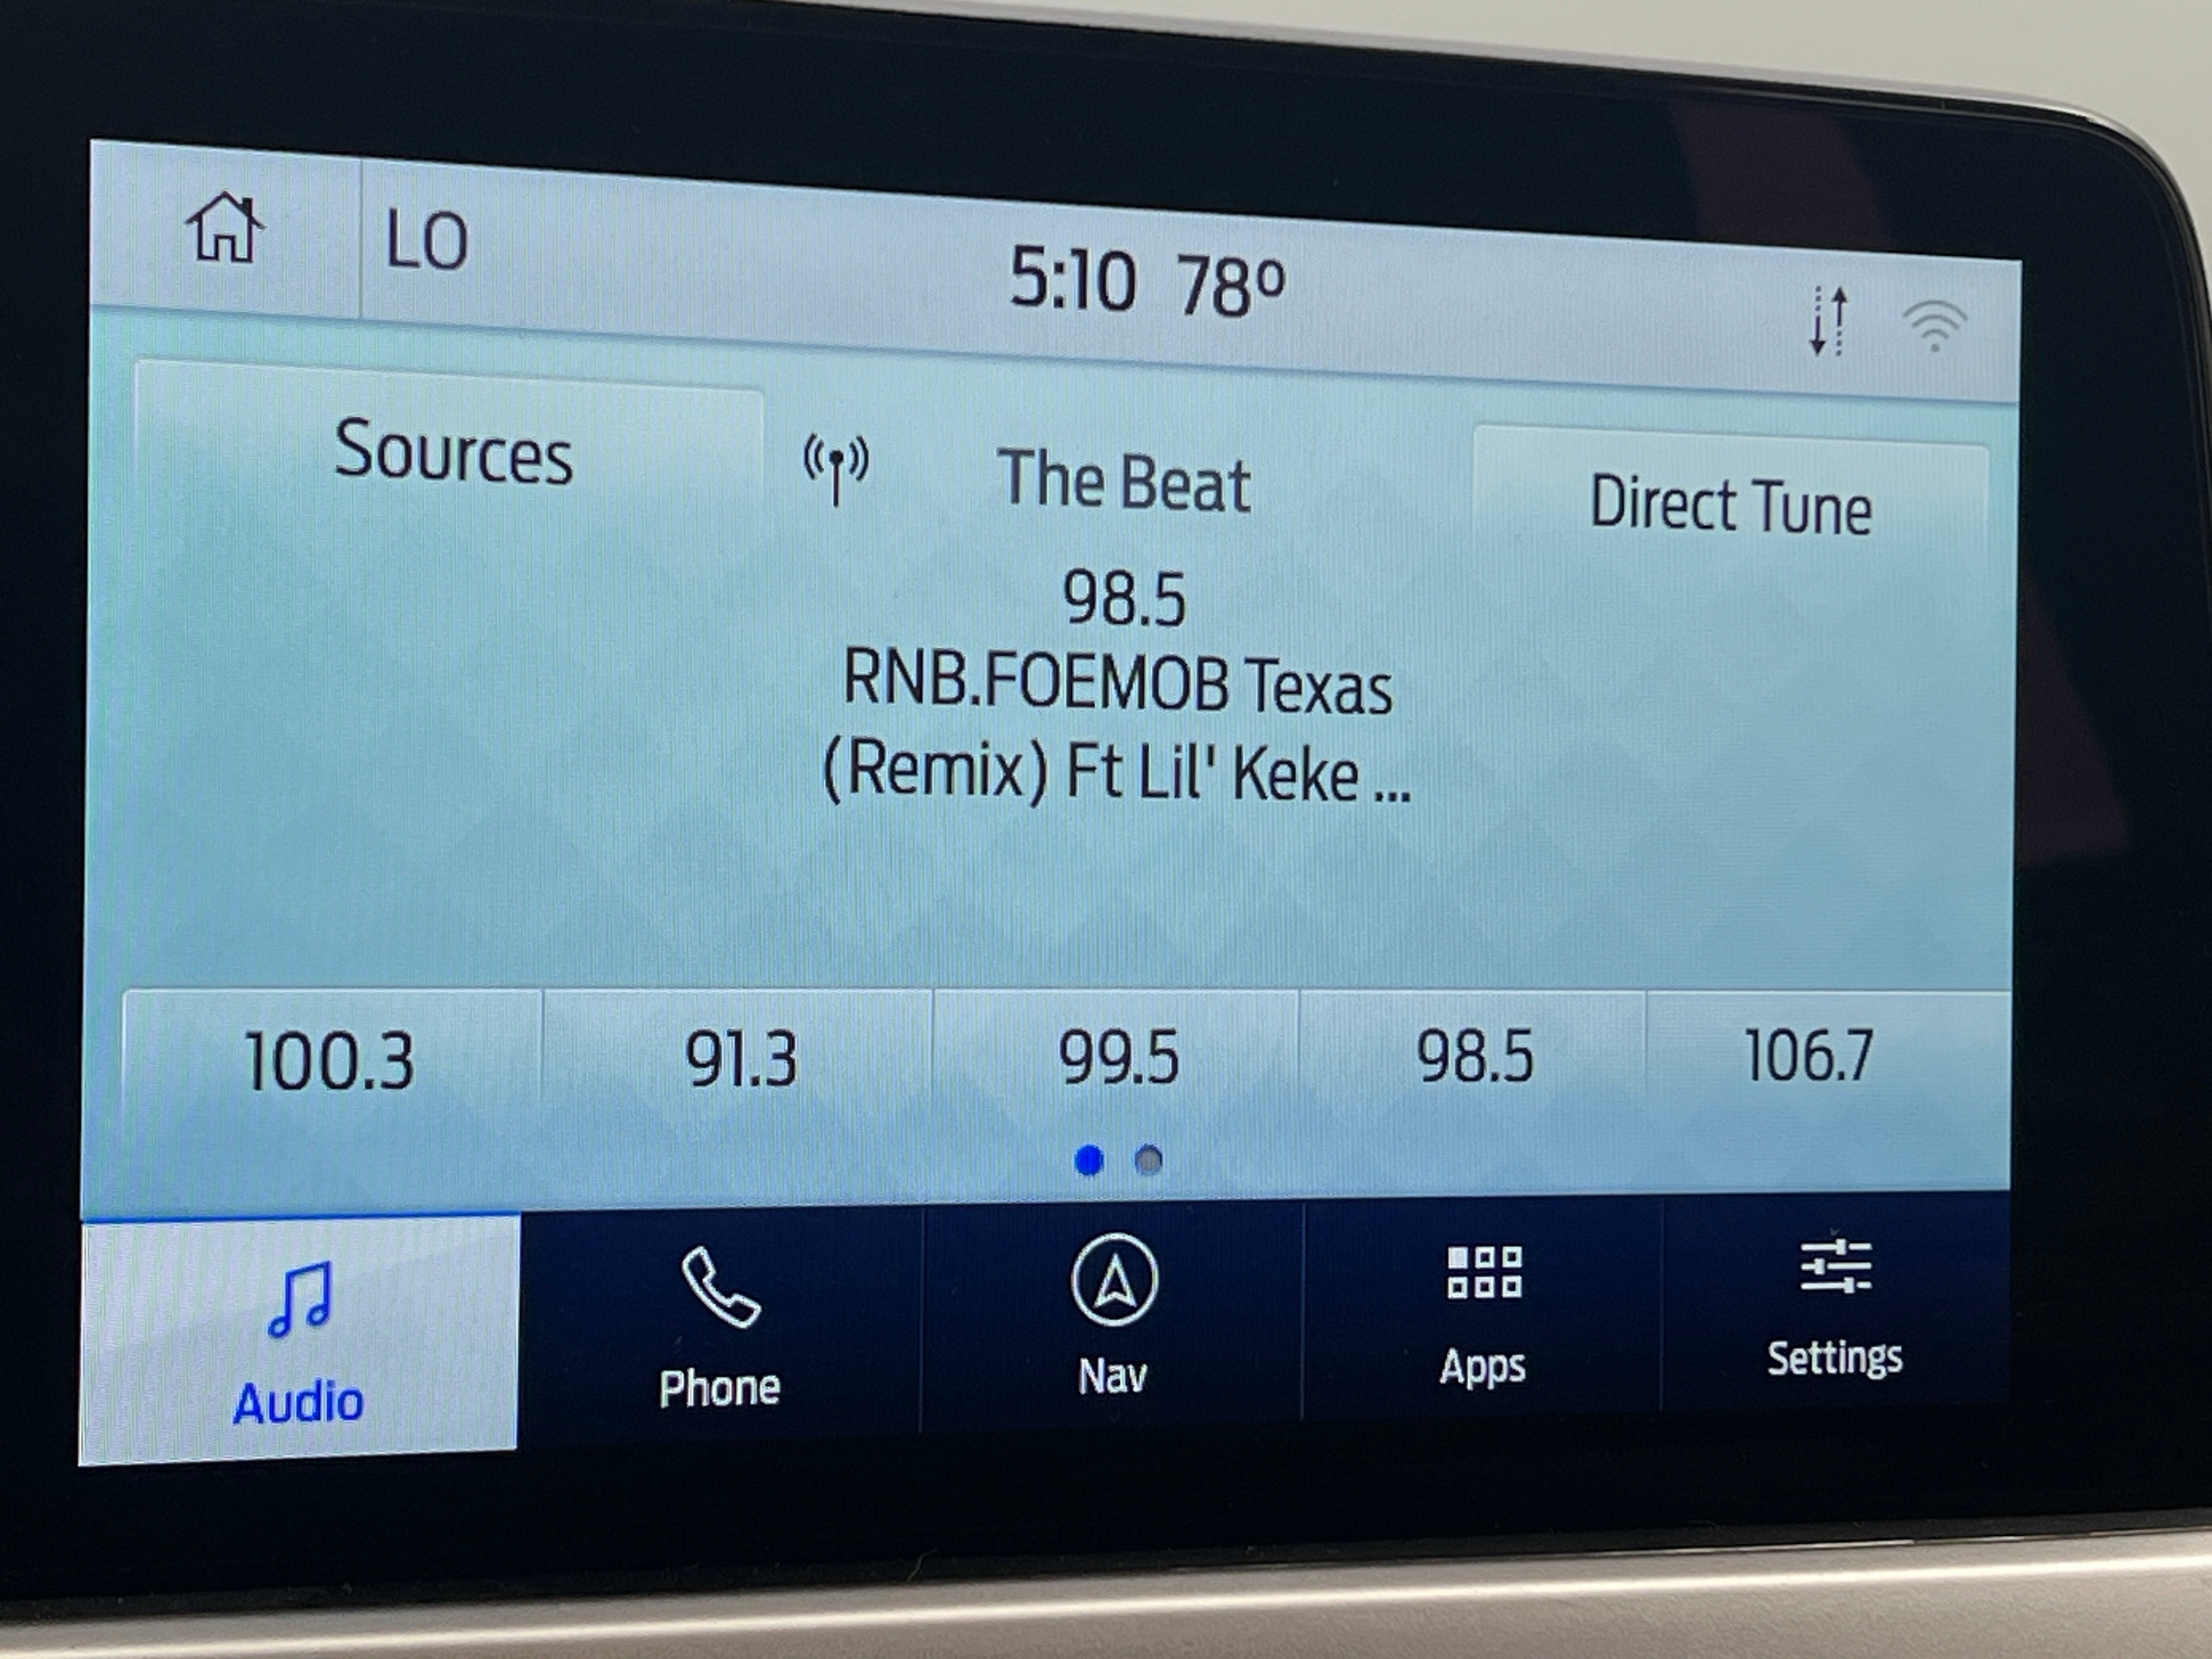 LO
5:10 78º
Sources
The Beat
Direct Tune
98.5
RNB.FOEMOB Texas
(Remix) Ft Lil' Keke ...
100.3 91.3 99.5 98.5 106.7
Audio Phone Nav Apps Settings